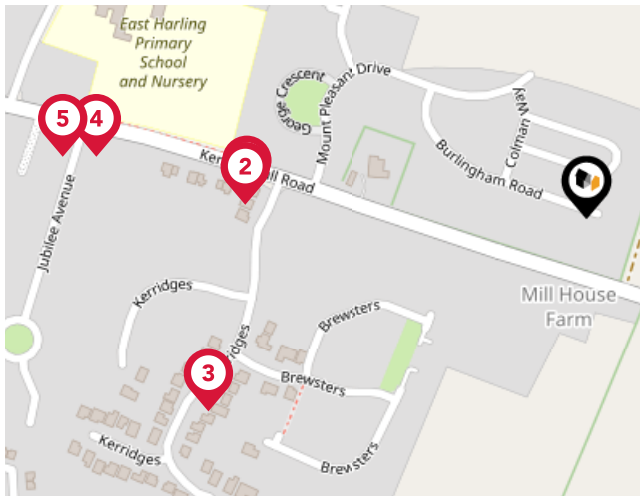 East Harling
Primary
School
and Nursery
George Crescent
Mount Pleasant Drive
Colman Way
Burlingham Road
5
4
2
Road
Jubilee Avenue
Kerridges
Brewsters
Mill House
Farm
3
Brewsters
Kerridges
Brewsters